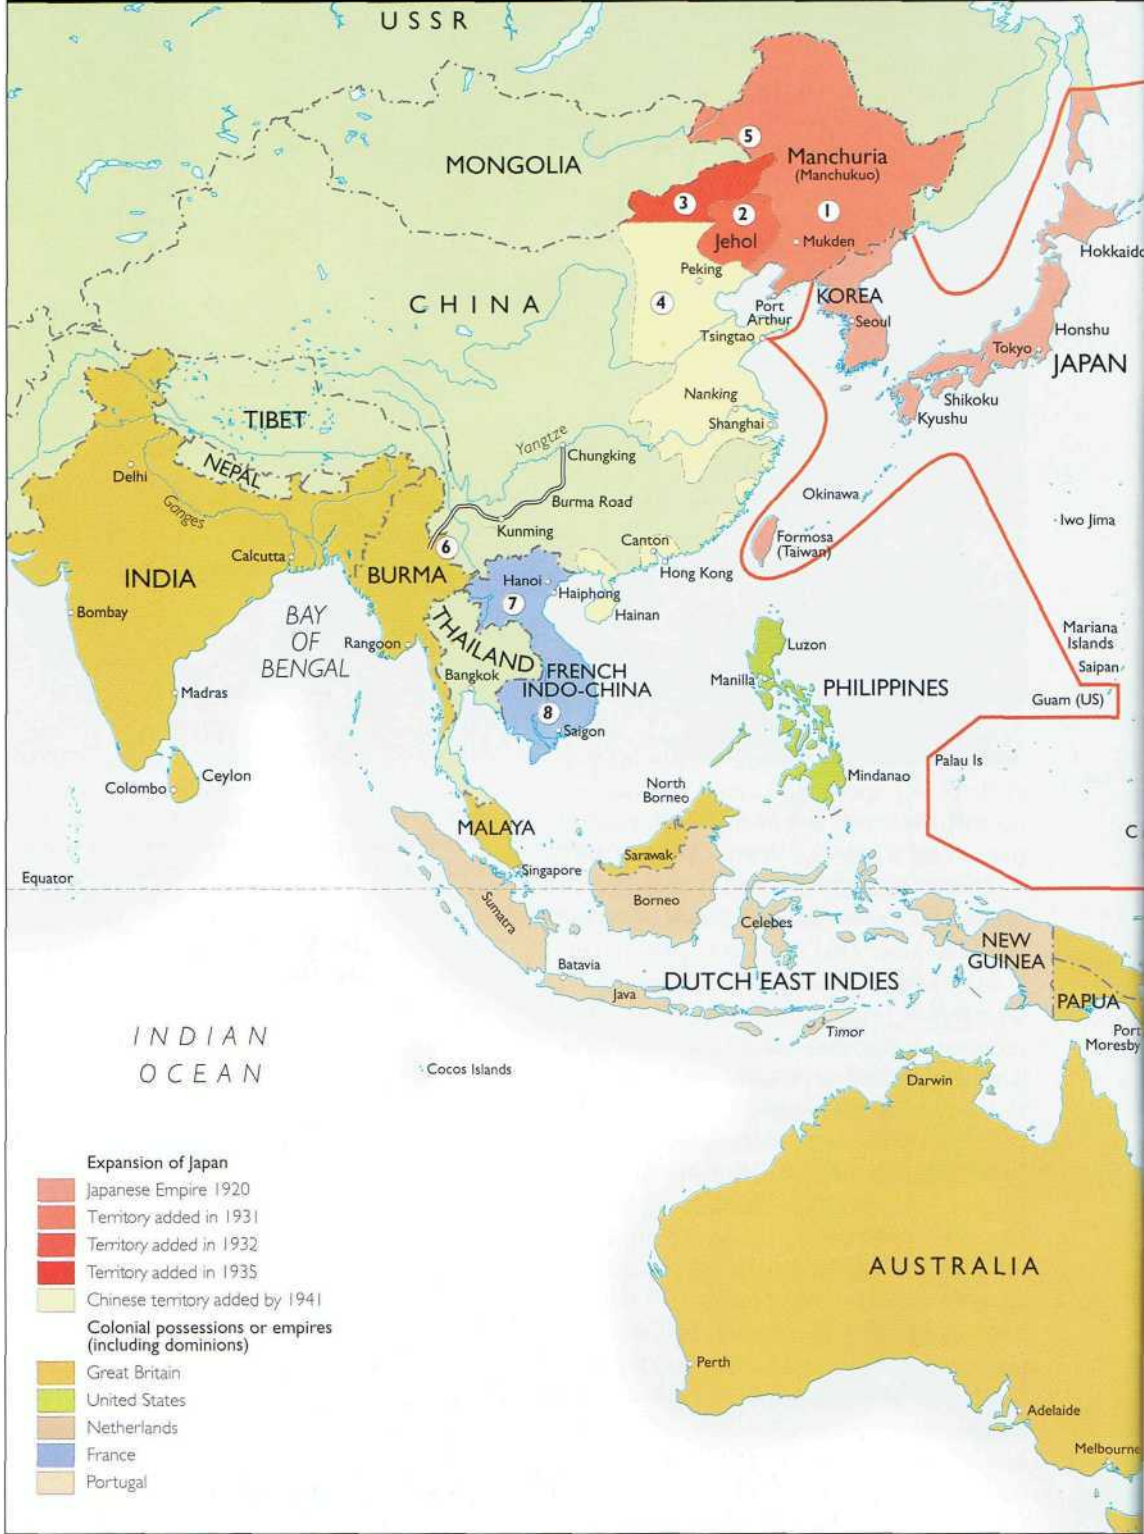 USSR
MONGOLIA
5
Manchuria
(Manchukuo)
3
2
1
Jehol
Mukden
Hokkaido
Peking
CHINA
4
Port
Arthur
KOREA
Seoul
Tsingtao
Honshu
Tokyo
JAPAN
Nanking
Shikoku
Kyushu
Shanghai
TIBET
Yangtze
Chungking
NEPAL
Delhi
Ganges
Burma Road
Okinawa
Iwo Jima
Kunming
Canton
Formosa
(Taiwan)
Calcutta
6
Hong Kong
INDIA
BURMA
Hanoi
Haiphong
7
Hainan
Bombay
BAY
OF
BENGAL
Rangoon
THAILAND
Bangkok
FRENCH
INDO-CHINA
Luzon
Mariana
Islands
Saipan
Manilla
PHILIPPINES
Guam (US)
Madras
8
Saigon
Palau Is
Colombo
Ceylon
North
Borneo
Mindanao
MALAYA
C
Sarawak
Singapore
Equator
Sumatra
Borneo
Celebes
NEW
GUINEA
Batavia
DUTCH EAST INDIES
Java
PAPUA
Timor
Port
Moresby
INDIAN
OCEAN
Cocos Islands
Darwin
AUSTRALIA
Perth
Adelaide
Melbourne
Expansion of Japan
Japanese Empire 1920
Territory added in 1931
Territory added in 1932
Territory added in 1935
Chinese territory added by 1941
Colonial possessions or empires
(including dominions)
Great Britain
United States
Netherlands
France
Portugal